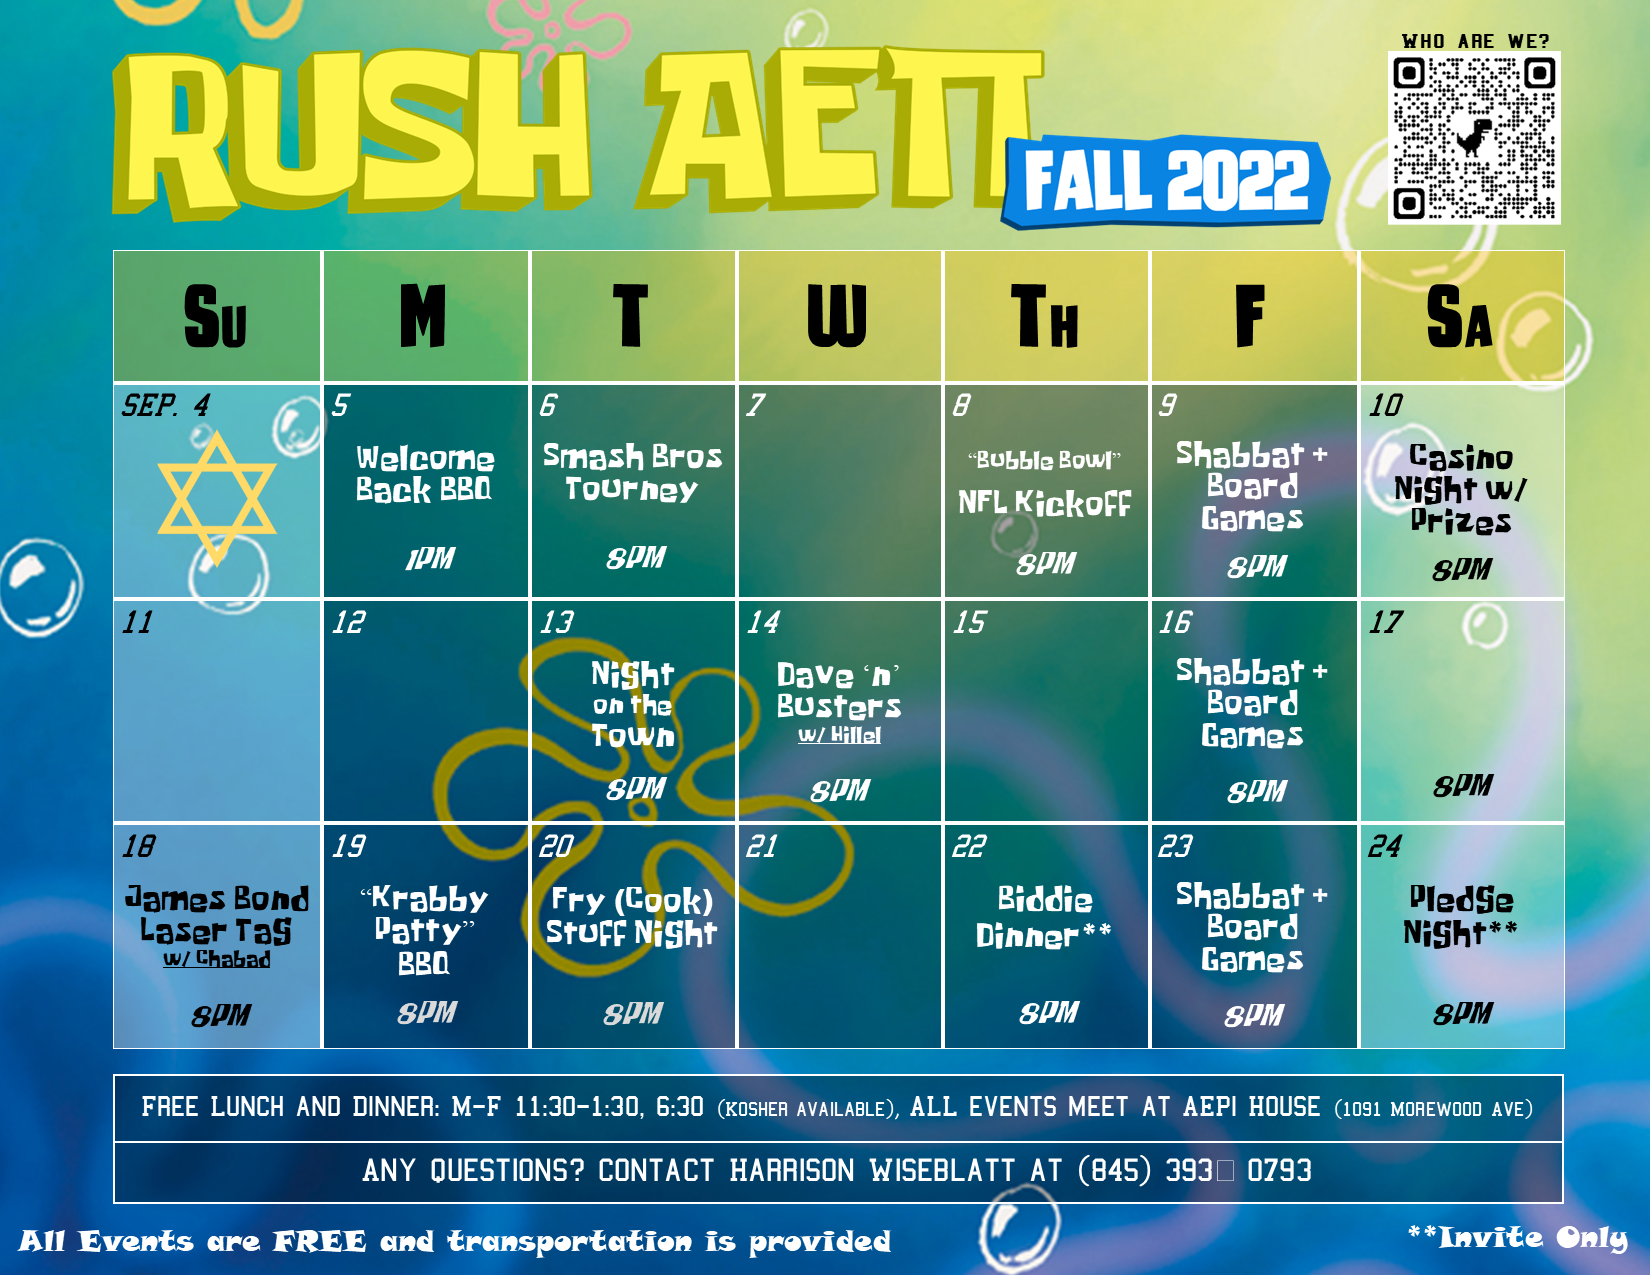 WHO ARE WE?
RUSH AEΠ
FALL 2022
Su M T W Th F Sa
SEP. 4
5
Welcome
Back BBQ
1PM
6
Smash Bros
Tourney
8PM
7
8
“Bubble Bowl”
NFL Kickoff
8PM
9
Shabbat +
Board
Games
8PM
10
Casino
Night w/
Prizes
8PM
11
12
13
Night
on the
Town
8PM
14
Dave ‘n’
Busters
w/ Hillel
8PM
15
16
Shabbat +
Board
Games
8PM
17
8PM
18
James Bond
Laser Tag
w/ Chabad
8PM
19
“Krabby
Patty”
BBQ
8PM
20
Fry (Cook)
Stuff Night
8PM
21
22
Biddie
Dinner**
8PM
23
Shabbat +
Board
Games
8PM
24
Pledge
Night**
8PM
FREE LUNCH AND DINNER: M-F 11:30-1:30, 6:30 (KOSHER AVAILABLE), ALL EVENTS MEET AT AEPI HOUSE (1091 MOREWOOD AVE)
ANY QUESTIONS? CONTACT HARRISON WISEBLATT AT (845) 393□ 0793
All Events are FREE and transportation is provided
**Invite Only